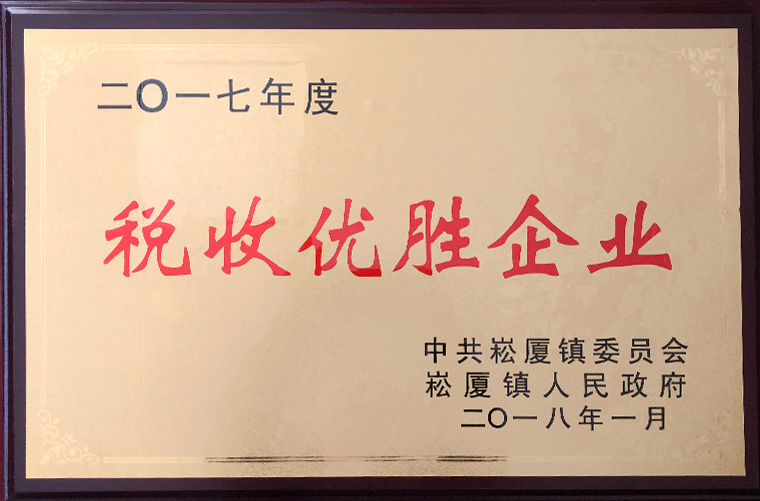 二〇一七年度
税收优胜企业
中共崧厦镇委员会
崧厦镇人民政府
二〇一八年一月